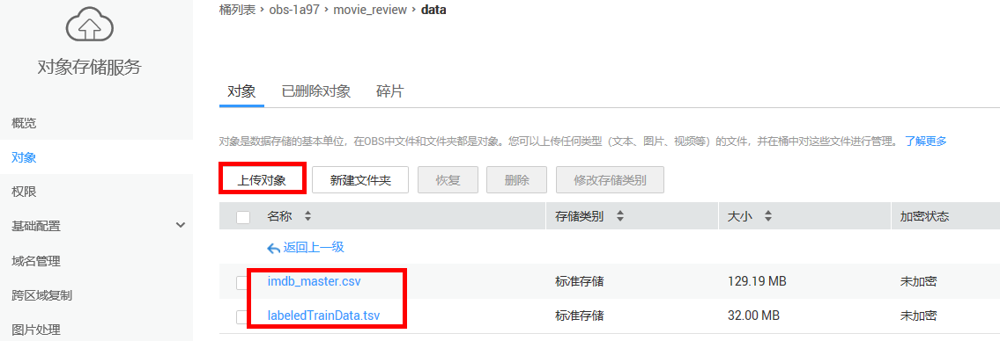 桶列表 › obs-1a97 › movie_review › data
对象存储服务
概览
对象
权限
基础配置
域名管理
跨区域复制
图片处理
对象 已删除对象 碎片
对象是数据存储的基本单位，在OBS中文件和文件夹都是对象。您可以上传任何类型（文本、图片、视频等）的文件，并在桶中对这些文件进行管理。 了解更多
上传对象 新建文件夹 恢复 删除 修改存储类别
名称 存储类别 大小 加密状态
返回上一级
imdb_master.csv 标准存储 129.19 MB 未加密
labeledTrainData.tsv 标准存储 32.00 MB 未加密